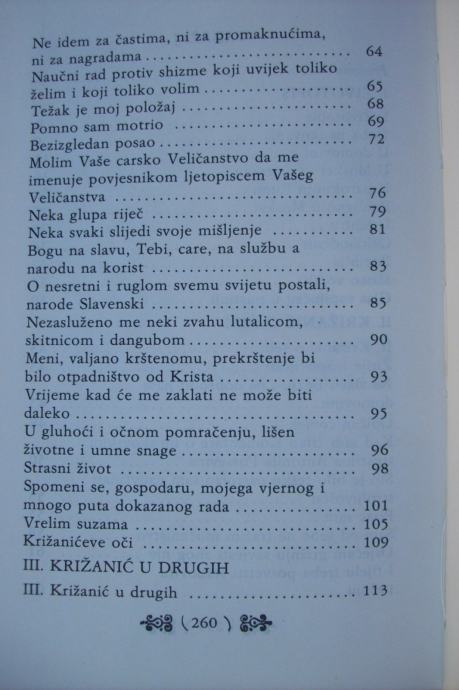 Ne idem za častima, ni za promaknućima,
ni za nagradama ........................... 64
Naučni rad protiv shizme koji uvijek toliko
želim i koji toliko volim .................. 65
Težak je moj položaj ..................... 68
Pomno sam motrio ....................... 69
Bezizgledan posao ........................ 72
Molim Vaše carsko Veličanstvo da me
imenuje povjesnikom ljetopiscem Vašeg
Veličanstva .............................. 76
Neka glupa riječ .......................... 79
Neka svaki slijedi svoje mišljenje .......... 81
Bogu na slavu, Tebi, care, na službu a
narodu na korist .......................... 83
O nesretni i ruglom svemu svijetu postali,
narode Slavenski .......................... 85
Nezasluženo me neki zvahu lutalicom,
skitnicom i dangubom ..................... 90
Meni, valjano krštenomu, prekrštenje bi
bilo otpadništvo od Krista ................. 93
Vrijeme kad će me zaklati ne može biti
daleko ................................... 95
U gluhoći i očnom pomračenju, lišen
životne i umne snage ...................... 96
Strasni život .............................. 98
Spomeni se, gospodaru, mojega vjernog i
mnogo puta dokazanog rada .............. 101
Vrelim suzama ........................... 105
Križanićeve oči ........................... 109
III. KRIŽANIĆ U DRUGIH
III. Križanić u drugih ..................... 113
( 260 )